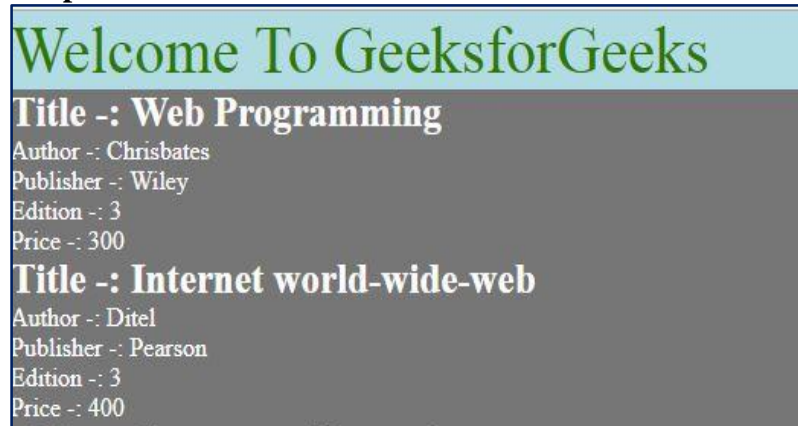 Welcome To GeeksforGeeks
Title -: Web Programming
Author -: Chrisbates
Publisher -: Wiley
Edition -: 3
Price -: 300
Title -: Internet world-wide-web
Author -: Ditel
Publisher -: Pearson
Edition -: 3
Price -: 400